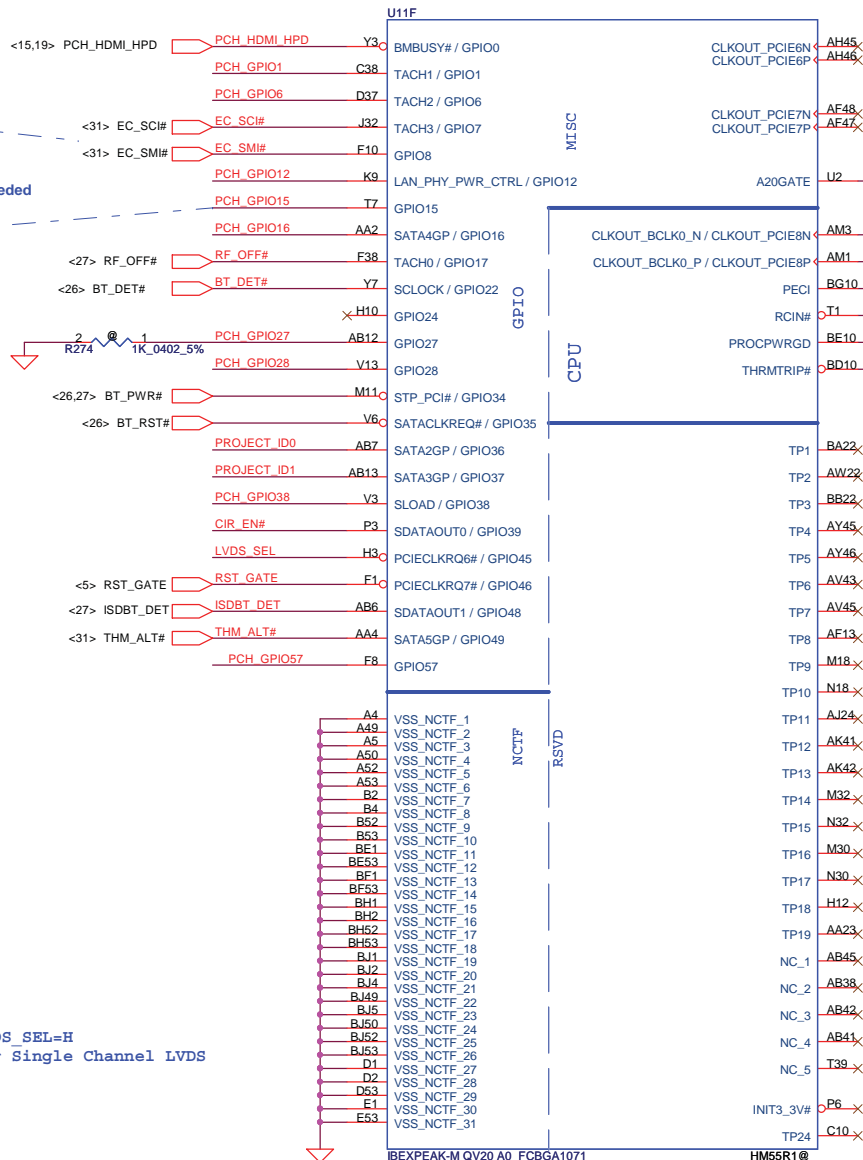 U11F
<15,19> PCH_HDMI_HPD PCH_HDMI_HPD Y3 BMBUSY# / GPIO0 CLKOUT_PCIE6N AH45
CLKOUT_PCIE6P AH46
PCH_GPIO1 C38 TACH1 / GPIO1
PCH_GPIO6 D37 TACH2 / GPIO6
CLKOUT_PCIE7N AF48
<31> EC_SCI# EC_SCI# J32 TACH3 / GPIO7 MISC CLKOUT_PCIE7P AF47
<31> EC_SMI# EC_SMI# F10 GPIO8
eded PCH_GPIO12 K9 LAN_PHY_PWR_CTRL / GPIO12 A20GATE U2
PCH_GPIO15 T7 GPIO15
PCH_GPIO16 AA2 SATA4GP / GPIO16 CLKOUT_BCLK0_N / CLKOUT_PCIE8N AM3
<27> RF_OFF# RF_OFF# F38 TACH0 / GPIO17 CLKOUT_BCLK0_P / CLKOUT_PCIE8P AM1
<26> BT_DET# BT_DET# Y7 SCLOCK / GPIO22 GPIO PECI BG10
H10 GPIO24 RCIN# T1
2 @ 1 PCH_GPIO27 AB12 GPIO27 PROCPWRGD BE10
R274 1K_0402_5%
PCH_GPIO28 V13 GPIO28 CPU THRMTRIP# BD10
<26,27> BT_PWR# M11 STP_PCI# / GPIO34
<26> BT_RST# V6 SATACLKREQ# / GPIO35
PROJECT_ID0 AB7 SATA2GP / GPIO36 TP1 BA22
PROJECT_ID1 AB13 SATA3GP / GPIO37 TP2 AW22
PCH_GPIO38 V3 SLOAD / GPIO38 TP3 BB22
CIR_EN# P3 SDATAOUT0 / GPIO39 TP4 AY45
LVDS_SEL H3 PCIECLKRQ6# / GPIO45 TP5 AY46
<5> RST_GATE RST_GATE F1 PCIECLKRQ7# / GPIO46 TP6 AV43
<27> ISDBT_DET ISDBT_DET AB6 SDATAOUT1 / GPIO48 TP7 AV45
<31> THM_ALT# THM_ALT# AA4 SATA5GP / GPIO49 TP8 AF13
PCH_GPIO57 F8 GPIO57 TP9 M18
TP10 N18
A4 VSS_NCTF_1 TP11 AJ24
A49 VSS_NCTF_2
A5 VSS_NCTF_3 NCTF RSVD TP12 AK41
A50 VSS_NCTF_4
A52 VSS_NCTF_5 TP13 AK42
A53 VSS_NCTF_6
B2 VSS_NCTF_7 TP14 M32
B4 VSS_NCTF_8
B52 VSS_NCTF_9 TP15 N32
B53 VSS_NCTF_10
BE1 VSS_NCTF_11 TP16 M30
BE53 VSS_NCTF_12
BF1 VSS_NCTF_13 TP17 N30
BF53 VSS_NCTF_14
BH1 VSS_NCTF_15 TP18 H12
BH2 VSS_NCTF_16
BH52 VSS_NCTF_17 TP19 AA23
BH53 VSS_NCTF_18
BJ1 VSS_NCTF_19 NC_1 AB45
BJ2 VSS_NCTF_20
BJ4 VSS_NCTF_21 NC_2 AB38
BJ49 VSS_NCTF_22
BJ5 VSS_NCTF_23 NC_3 AB42
BJ50 VSS_NCTF_24
DS_SEL=H BJ52 VSS_NCTF_25 NC_4 AB41
Single Channel LVDS BJ53 VSS_NCTF_26
D1 VSS_NCTF_27 NC_5 T39
D2 VSS_NCTF_28
D53 VSS_NCTF_29
E1 VSS_NCTF_30 INIT3_3V# P6
E53 VSS_NCTF_31
TP24 C10
IBEXPEAK-M QV20 A0 FCBGA1071 HM55R1@